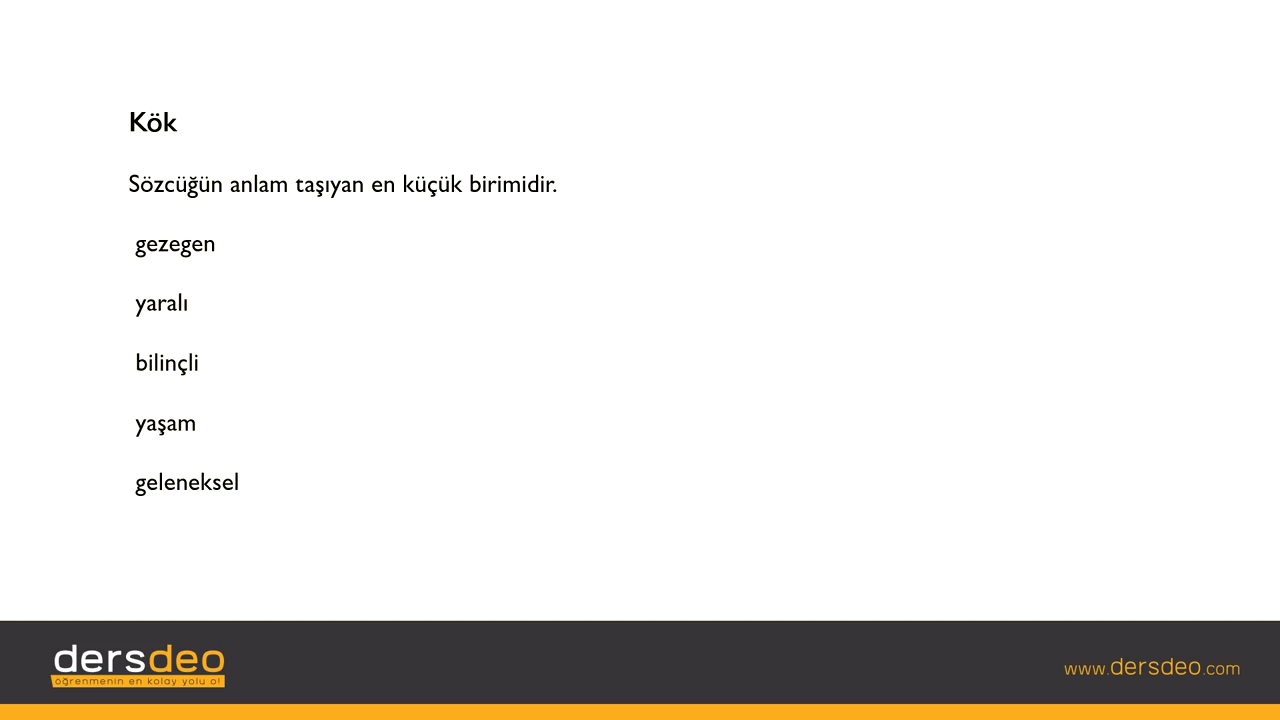 Kök
Sözcüğün anlam taşıyan en küçük birimidir.
gezegen
yaralı
bilinçli
yaşam
geleneksel
dersdeo
öğrenmenin en kolay yolu o!
www.dersdeo.com